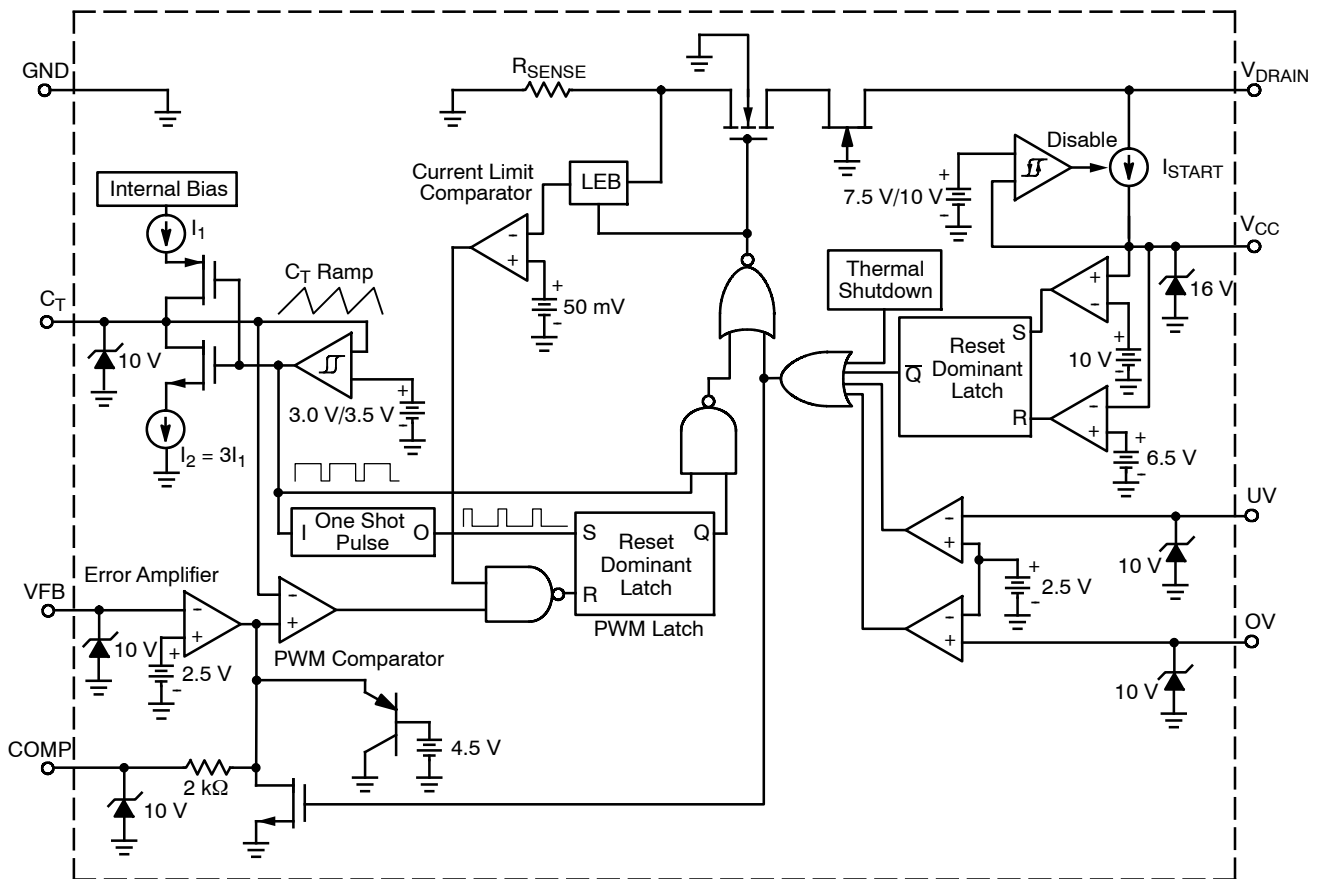 GND
RSENSE
VDRAIN
Disable
ISTART
7.5 V/10 V
+
-
VCC
Internal Bias
I1
Current Limit
Comparator
LEB
-
+
50 mV
+
-
CT Ramp
CT
10 V
3.0 V/3.5 V
+
-
I2 = 3I1
Thermal
Shutdown
16 V
+
-
10 V
+
-
S
Reset
Dominant
Latch
Q
R
-
+
6.5 V
+
-
I
One Shot
Pulse
O
S
Q
Reset
Dominant
Latch
R
PWM Latch
UV
-
+
10 V
2.5 V
+
-
OV
-
+
10 V
Error Amplifier
VFB
-
+
10 V
+
2.5 V
-
-
+
PWM Comparator
4.5 V
COMP
2 kΩ
10 V